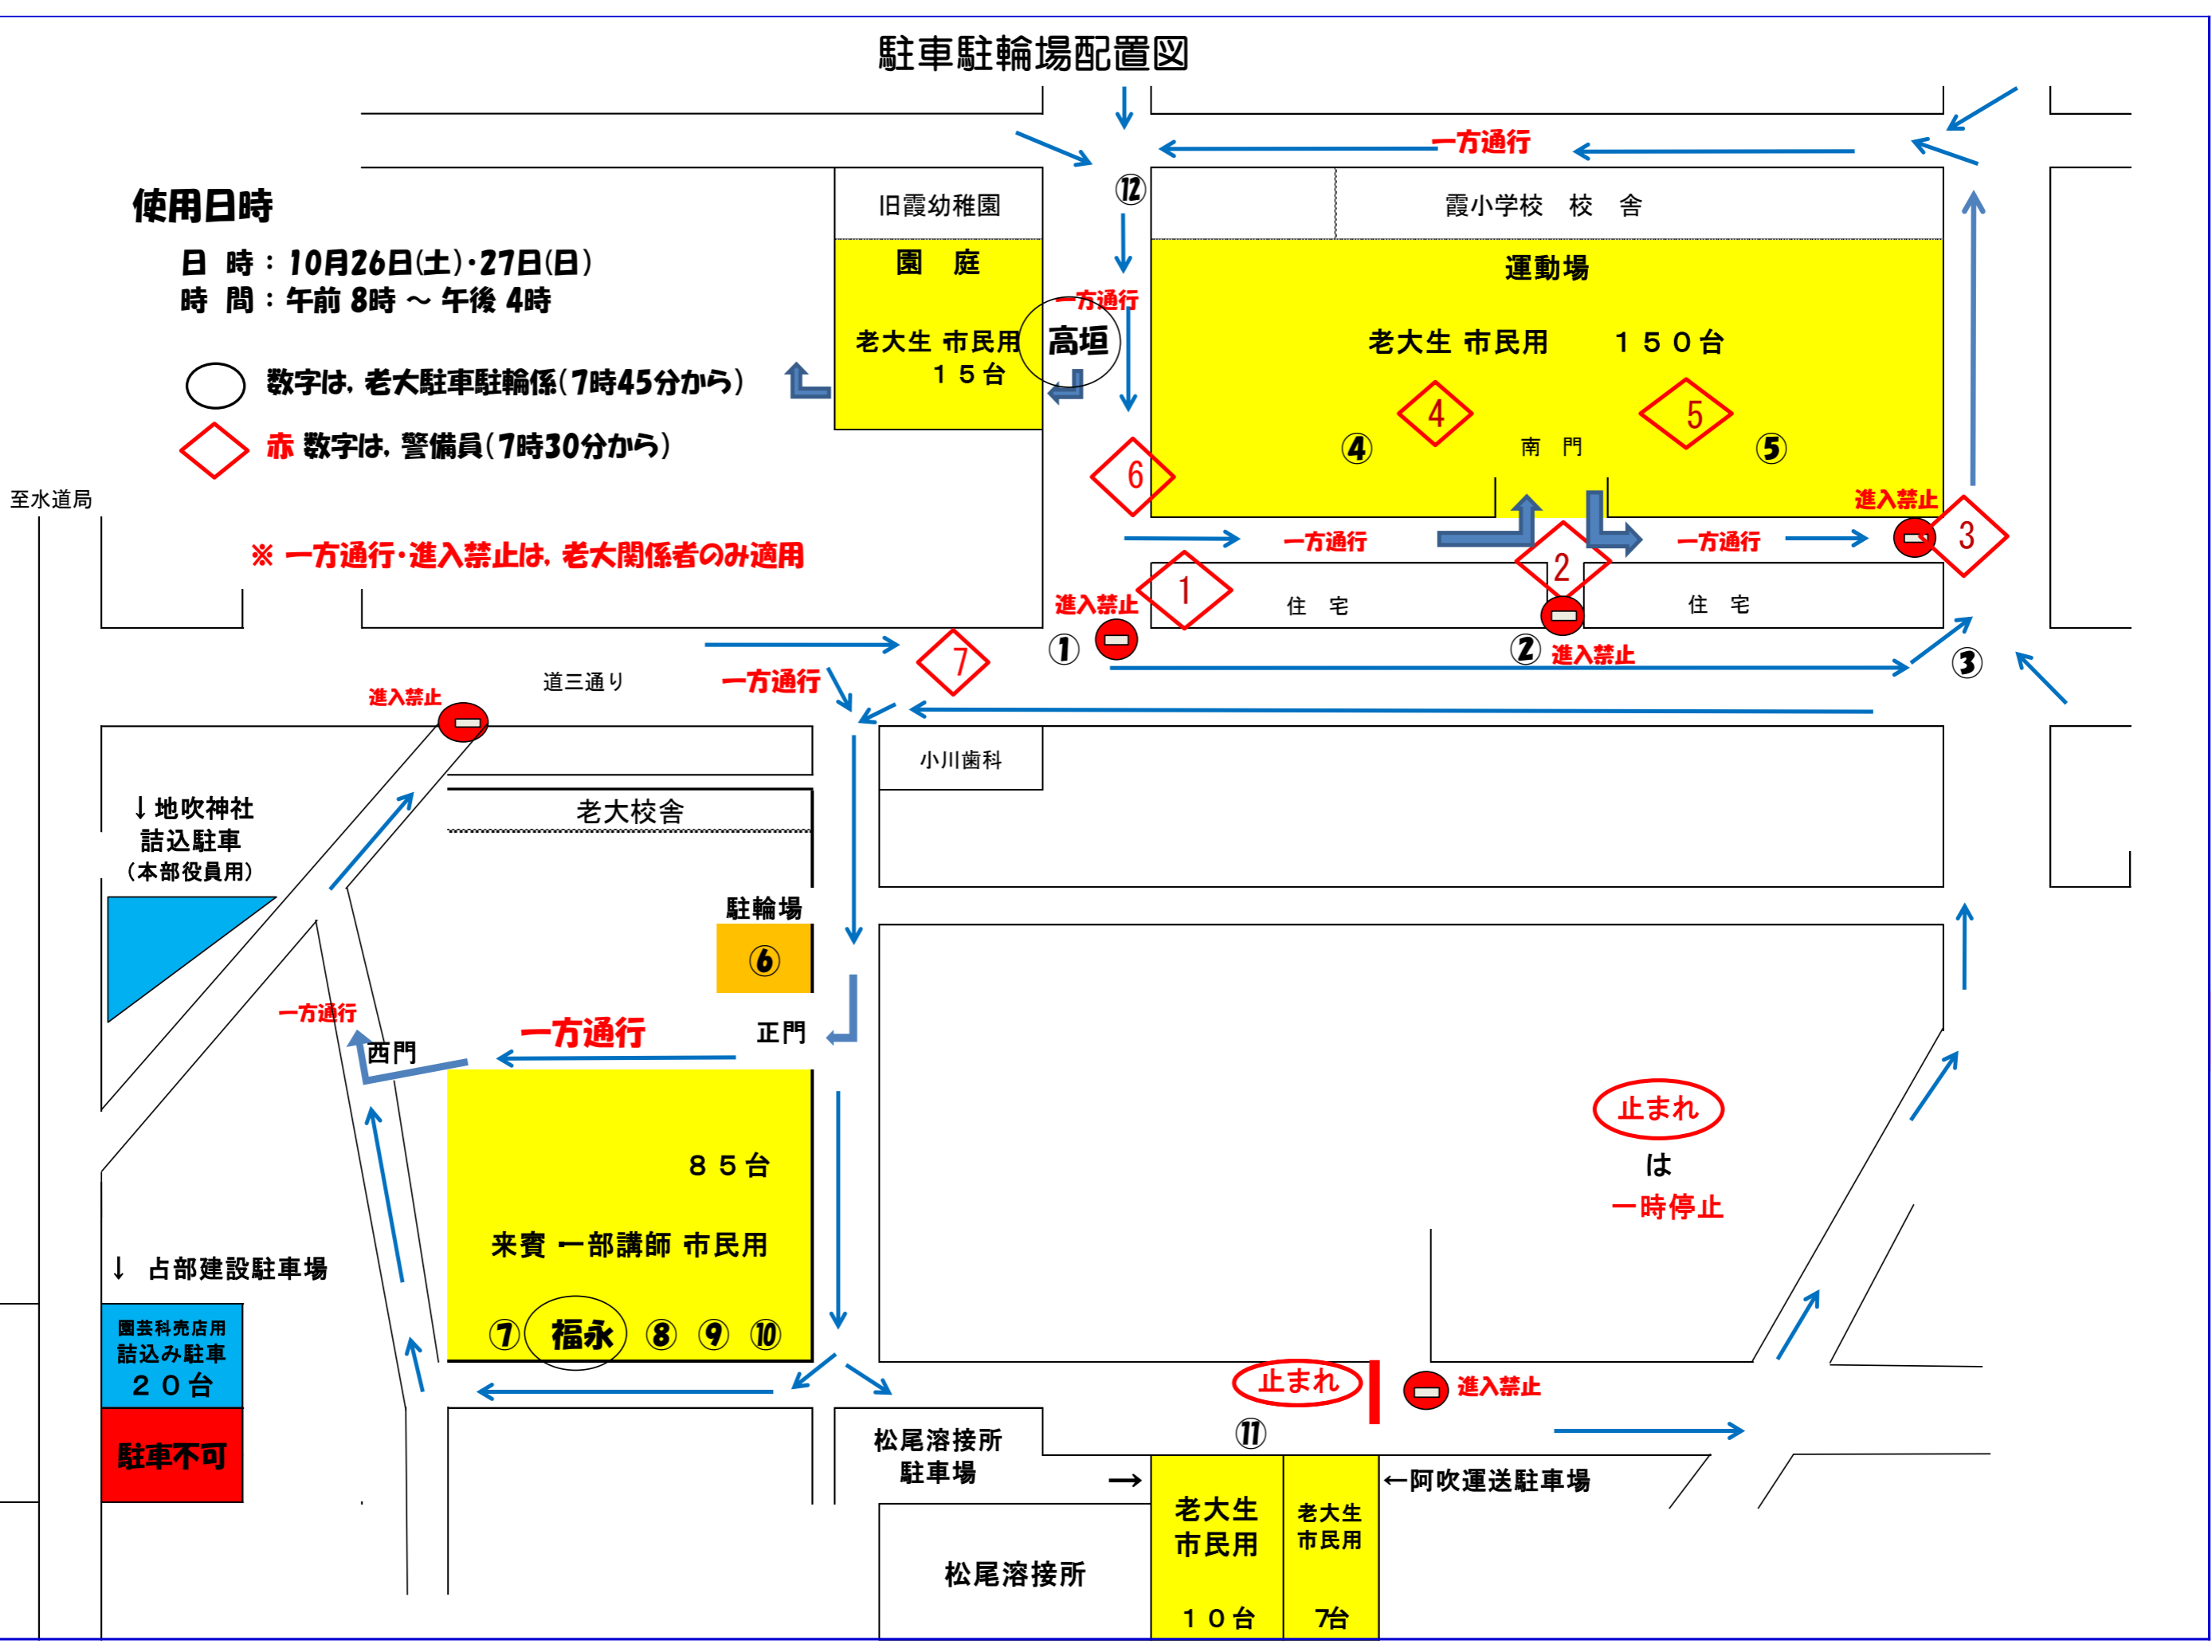 駐車駐輪場配置図
一方通行
使用日時
日 時 : 10月26日(土)・27日(日)
時 間 : 午前 8時 ～ 午後 4時
数字は, 老大駐車駐輪係(7時45分から)
赤 数字は, 警備員(7時30分から)
※ 一方通行・進入禁止は, 老大関係者のみ適用
至水道局
旧霞幼稚園
園 庭
老大生 市民用
15台
高垣
一方通行
⑫
霞小学校 校 舎
運動場
老大生 市民用 150台
4
5
④
南 門
⑤
6
進入禁止
3
一方通行
一方通行
2
1
進入禁止
住 宅
住 宅
①
②
進入禁止
③
7
道三通り
一方通行
進入禁止
小川歯科
↓地吹神社
詰込駐車
(本部役員用)
老大校舎
駐輪場
⑥
一方通行
一方通行
正門
西門
85台
来賓 一部講師 市民用
⑦ 福永 ⑧ ⑨ ⑩
止まれ
は
一時停止
↓ 占部建設駐車場
園芸科売店用
詰込み駐車
20台
駐車不可
止まれ
進入禁止
⑪
松尾溶接所
駐車場
→
←阿吹運送駐車場
老大生
市民用
10台
老大生
市民用
7台
松尾溶接所